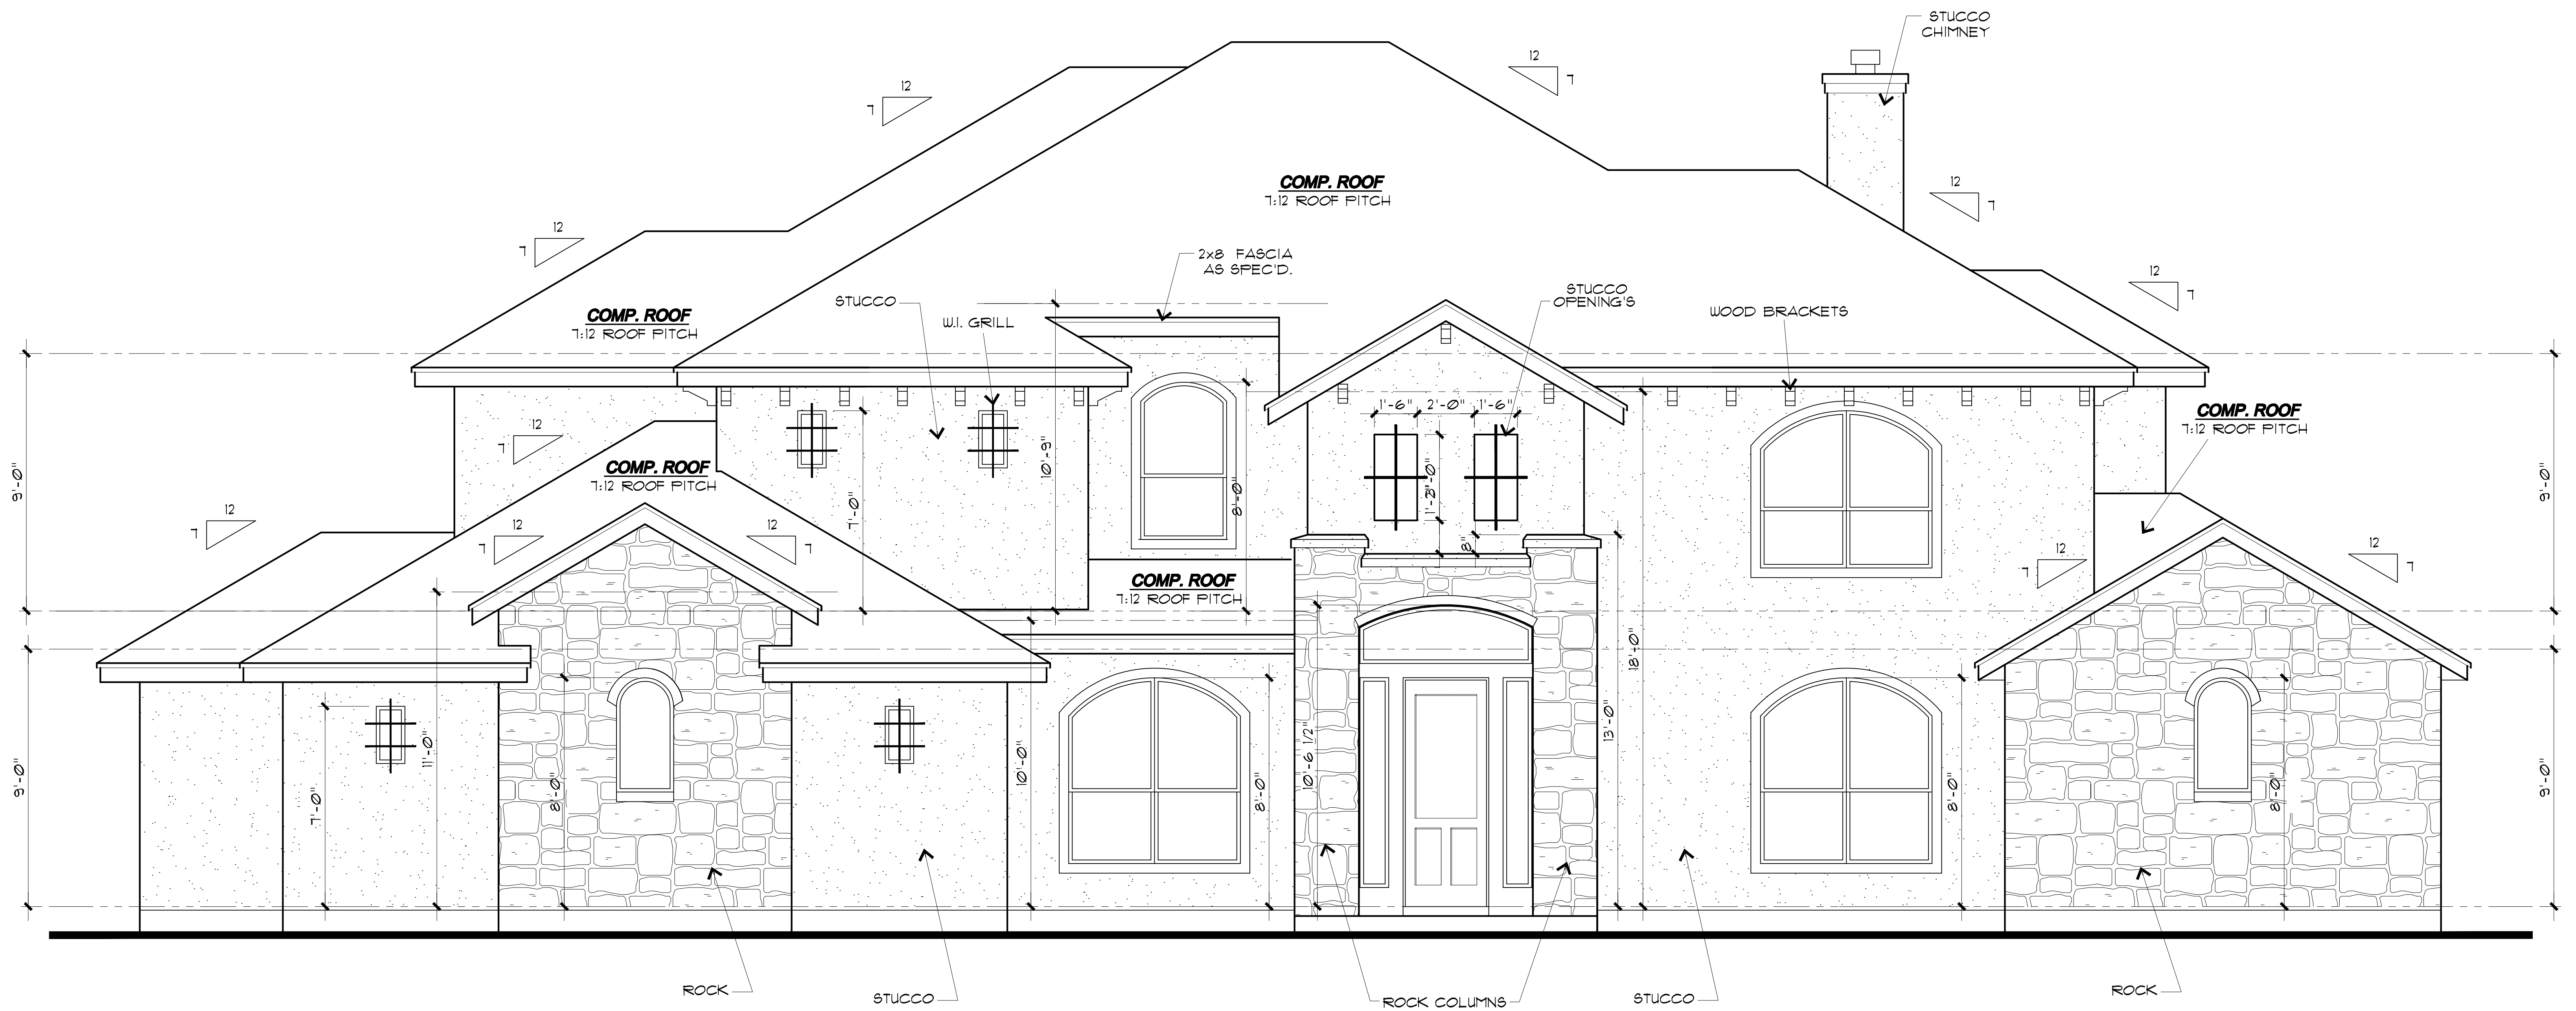 STUCCO
CHIMNEY
12
7
12
7
12
7
12
7
12
7
COMP. ROOF
7:12 ROOF PITCH
2x8 FASCIA
AS SPEC'D.
STUCCO
OPENING'S
STUCCO
W.I. GRILL
WOOD BRACKETS
COMP. ROOF
7:12 ROOF PITCH
COMP. ROOF
7:12 ROOF PITCH
1'-6"
2'-0"
1'-6"
12
7
COMP. ROOF
7:12 ROOF PITCH
9'-0"
10'-9"
7'-0"
8'-0"
9'-0"
12
7
12
7
12
7
8"
12
7
12
7
COMP. ROOF
7:12 ROOF PITCH
18'-0"
13'-0"
9'-0"
7'-0"
11'-0"
8'-0"
10'-0"
8'-0"
10'-6 1/2"
8'-0"
8'-0"
9'-0"
ROCK
STUCCO
ROCK COLUMNS
STUCCO
ROCK